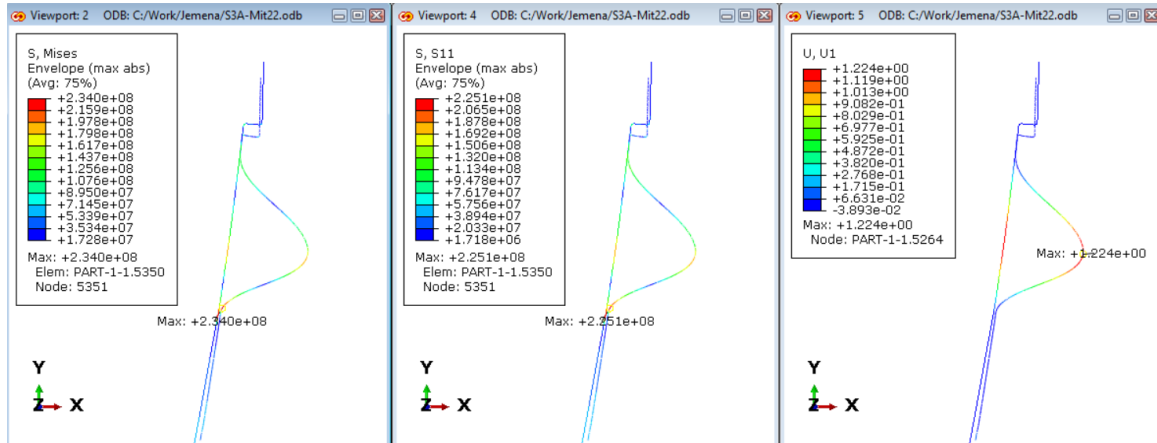 Viewport: 2 ODB: C:/Work/Jemena/S3A-Mit22.odb
S, Mises
Envelope (max abs)
(Avg: 75%)
+2.340e+08
+2.159e+08
+1.978e+08
+1.798e+08
+1.617e+08
+1.437e+08
+1.256e+08
+1.076e+08
+8.950e+07
+7.145e+07
+5.339e+07
+3.534e+07
+1.728e+07
Max: +2.340e+08
Elem: PART-1-1.5350
Node: 5351
Max: +2.340e+08
Y
Z X
Viewport: 4 ODB: C:/Work/Jemena/S3A-Mit22.odb
S, S11
Envelope (max abs)
(Avg: 75%)
+2.251e+08
+2.065e+08
+1.878e+08
+1.692e+08
+1.506e+08
+1.320e+08
+1.134e+08
+9.478e+07
+7.617e+07
+5.756e+07
+3.894e+07
+2.033e+07
+1.718e+06
Max: +2.251e+08
Elem: PART-1-1.5350
Node: 5351
Max: +2.251e+08
Y
Z X
Viewport: 5 ODB: C:/Work/Jemena/S3A-Mit22.odb
U, U1
+1.224e+00
+1.119e+00
+1.013e+00
+9.082e-01
+8.029e-01
+6.977e-01
+5.925e-01
+4.872e-01
+3.820e-01
+2.768e-01
+1.715e-01
+6.631e-02
-3.893e-02
Max: +1.224e+00
Node: PART-1-1.5264
Max: +1.224e+00
Y
Z X